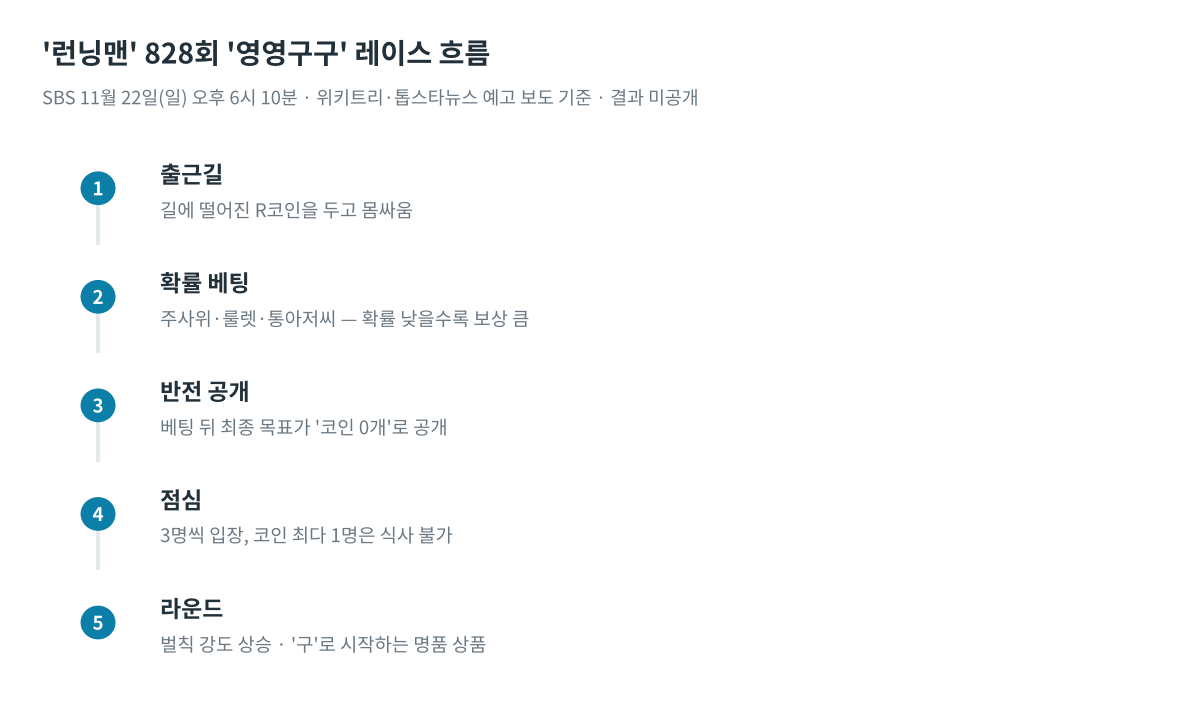 '런닝맨' 828회 '영영구구' 레이스 흐름
SBS 11월 22일(일) 오후 6시 10분 · 위키트리·톱스타뉴스 예고 보도 기준 · 결과 미공개
1
출근길
길에 떨어진 R코인을 두고 몸싸움
2
확률 베팅
주사위·룰렛·통아저씨 — 확률 낮을수록 보상 큼
3
반전 공개
베팅 뒤 최종 목표가 '코인 0개'로 공개
4
점심
3명씩 입장, 코인 최다 1명은 식사 불가
5
라운드
벌칙 강도 상승 · '구'로 시작하는 명품 상품